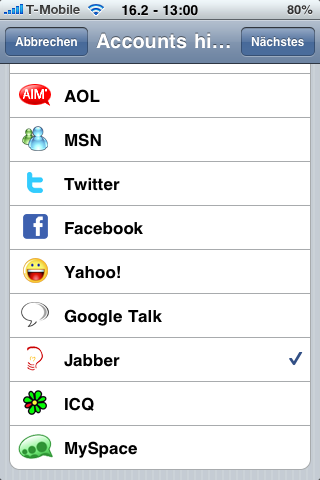 T-Mobile 16.2 - 13:00 80%
Abbrechen Accounts hi... Nächstes
AIM AOL
MSN
Twitter
Facebook
Yahoo!
Google Talk
Jabber
ICQ
MySpace